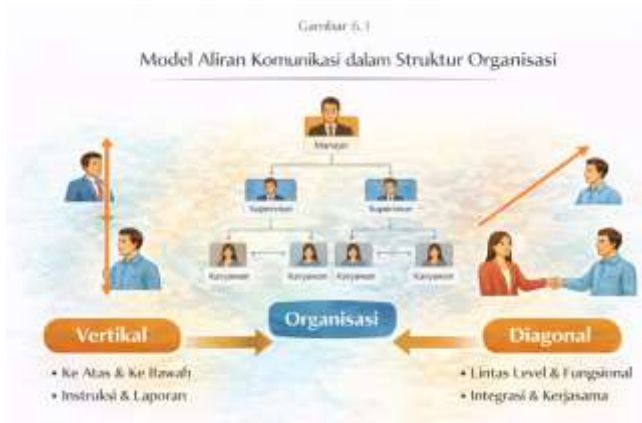 Gambar 6.1
Model Aliran Komunikasi dalam Struktur Organisasi
Manajer
Supervisor
Supervisor
Karyawan
Karyawan
Karyawan
Karyawan
Organisasi
Vertikal
• Ke Atas & Ke Bawah
• Instruksi & Laporan
Diagonal
• Lintas Level & Fungsional
• Integrasi & Kerjasama